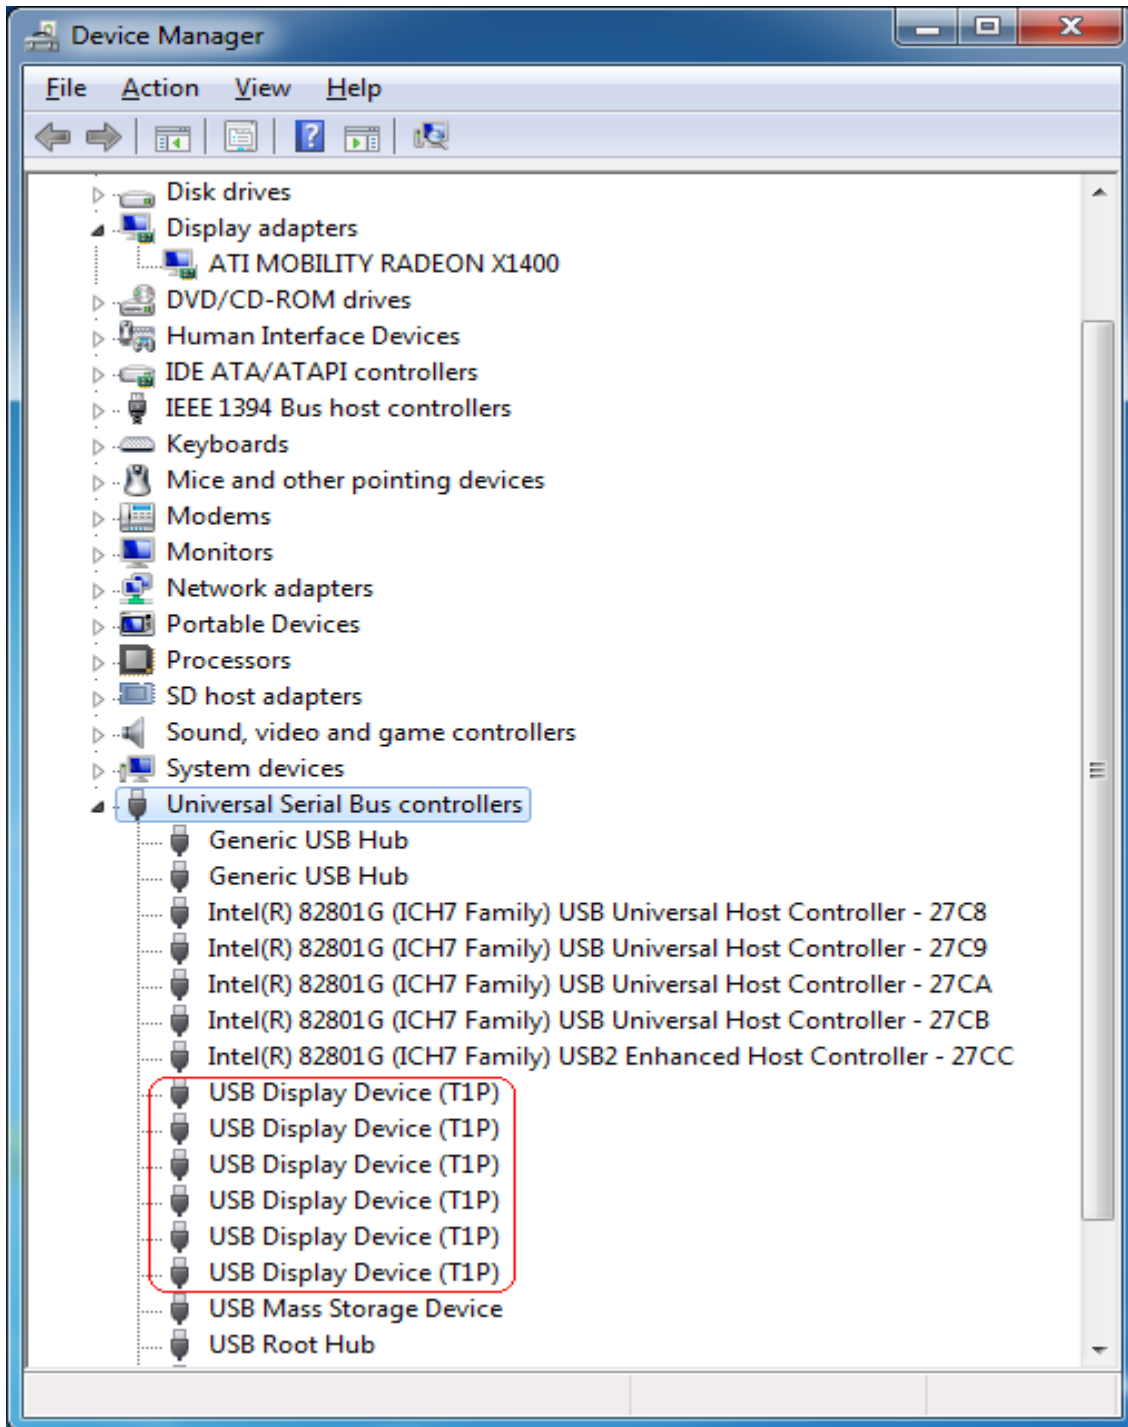 Device Manager
File Action View Help
Disk drives
Display adapters
ATI MOBILITY RADEON X1400
DVD/CD-ROM drives
Human Interface Devices
IDE ATA/ATAPI controllers
IEEE 1394 Bus host controllers
Keyboards
Mice and other pointing devices
Modems
Monitors
Network adapters
Portable Devices
Processors
SD host adapters
Sound, video and game controllers
System devices
Universal Serial Bus controllers
Generic USB Hub
Generic USB Hub
Intel(R) 82801G (ICH7 Family) USB Universal Host Controller - 27C8
Intel(R) 82801G (ICH7 Family) USB Universal Host Controller - 27C9
Intel(R) 82801G (ICH7 Family) USB Universal Host Controller - 27CA
Intel(R) 82801G (ICH7 Family) USB Universal Host Controller - 27CB
Intel(R) 82801G (ICH7 Family) USB2 Enhanced Host Controller - 27CC
USB Display Device (T1P)
USB Display Device (T1P)
USB Display Device (T1P)
USB Display Device (T1P)
USB Display Device (T1P)
USB Display Device (T1P)
USB Mass Storage Device
USB Root Hub